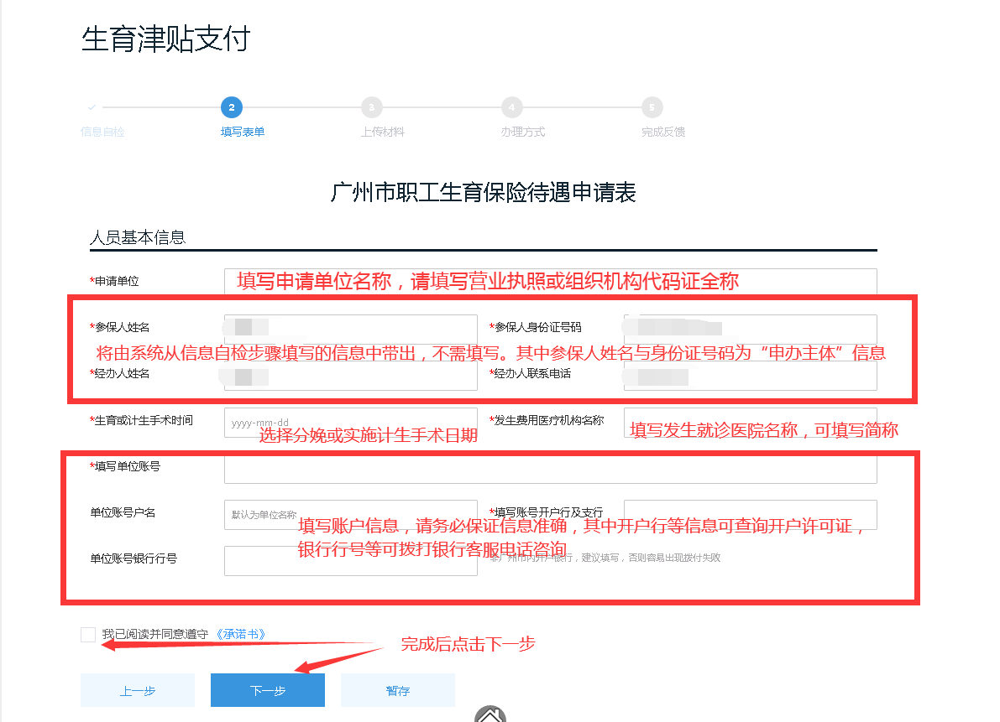 生育津贴支付
2 3 4 5
信息自检 填写表单 上传材料 办理方式 完成反馈
广州市职工生育保险待遇申请表
人员基本信息
*申请单位 填写申请单位名称，请填写营业执照或组织机构代码证全称
*参保人姓名 *参保人身份证号码
将由系统从信息自检步骤填写的信息中带出，不需填写。其中参保人姓名与身份证号码为“申办主体”信息
*经办人姓名 *经办人联系电话
*生育或计生手术时间 yyyy-mm-dd *发生费用医疗机构名称
选择分娩或实施计生手术日期 填写发生就诊医院名称，可填写简称
*填写单位账号
单位账号户名 默认为单位名称 *填写账号开户行及支行
填写账户信息，请务必保证信息准确，其中开户行等信息可查询开户许可证，
银行行号等可拨打银行客服电话咨询
单位账号银行行号 非广州市内开户银行，建议填写，否则容易出现拨付失败
我已阅读并同意遵守 《承诺书》
完成后点击下一步
上一步 下一步 暂存